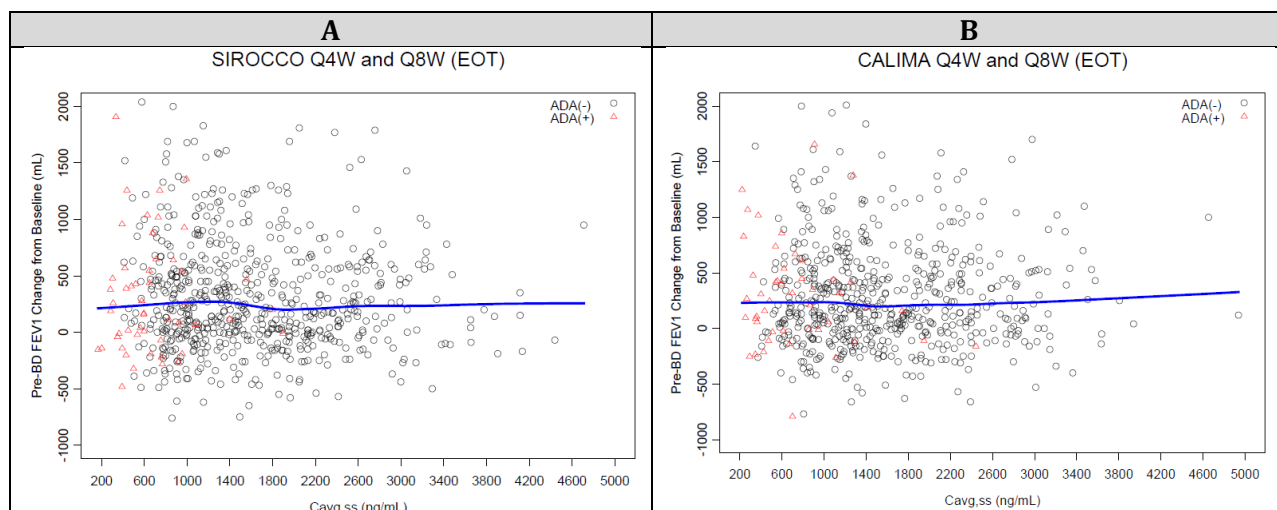 A
B
SIROCCO Q4W and Q8W (EOT)
ADA(-)
ADA(+)
Pre-BD FEV1 Change from Baseline (mL)
2000
1500
1000
500
0
-500
-1000
200 600 1000 1400 1800 2200 2600 3000 3400 3800 4200 4600 5000
Cavg,ss (ng/mL)
CALIMA Q4W and Q8W (EOT)
ADA(-)
ADA(+)
Pre-BD FEV1 Change from Baseline (mL)
2000
1500
1000
500
0
-500
-1000
200 600 1000 1400 1800 2200 2600 3000 3400 3800 4200 4600 5000
Cavg,ss (ng/mL)